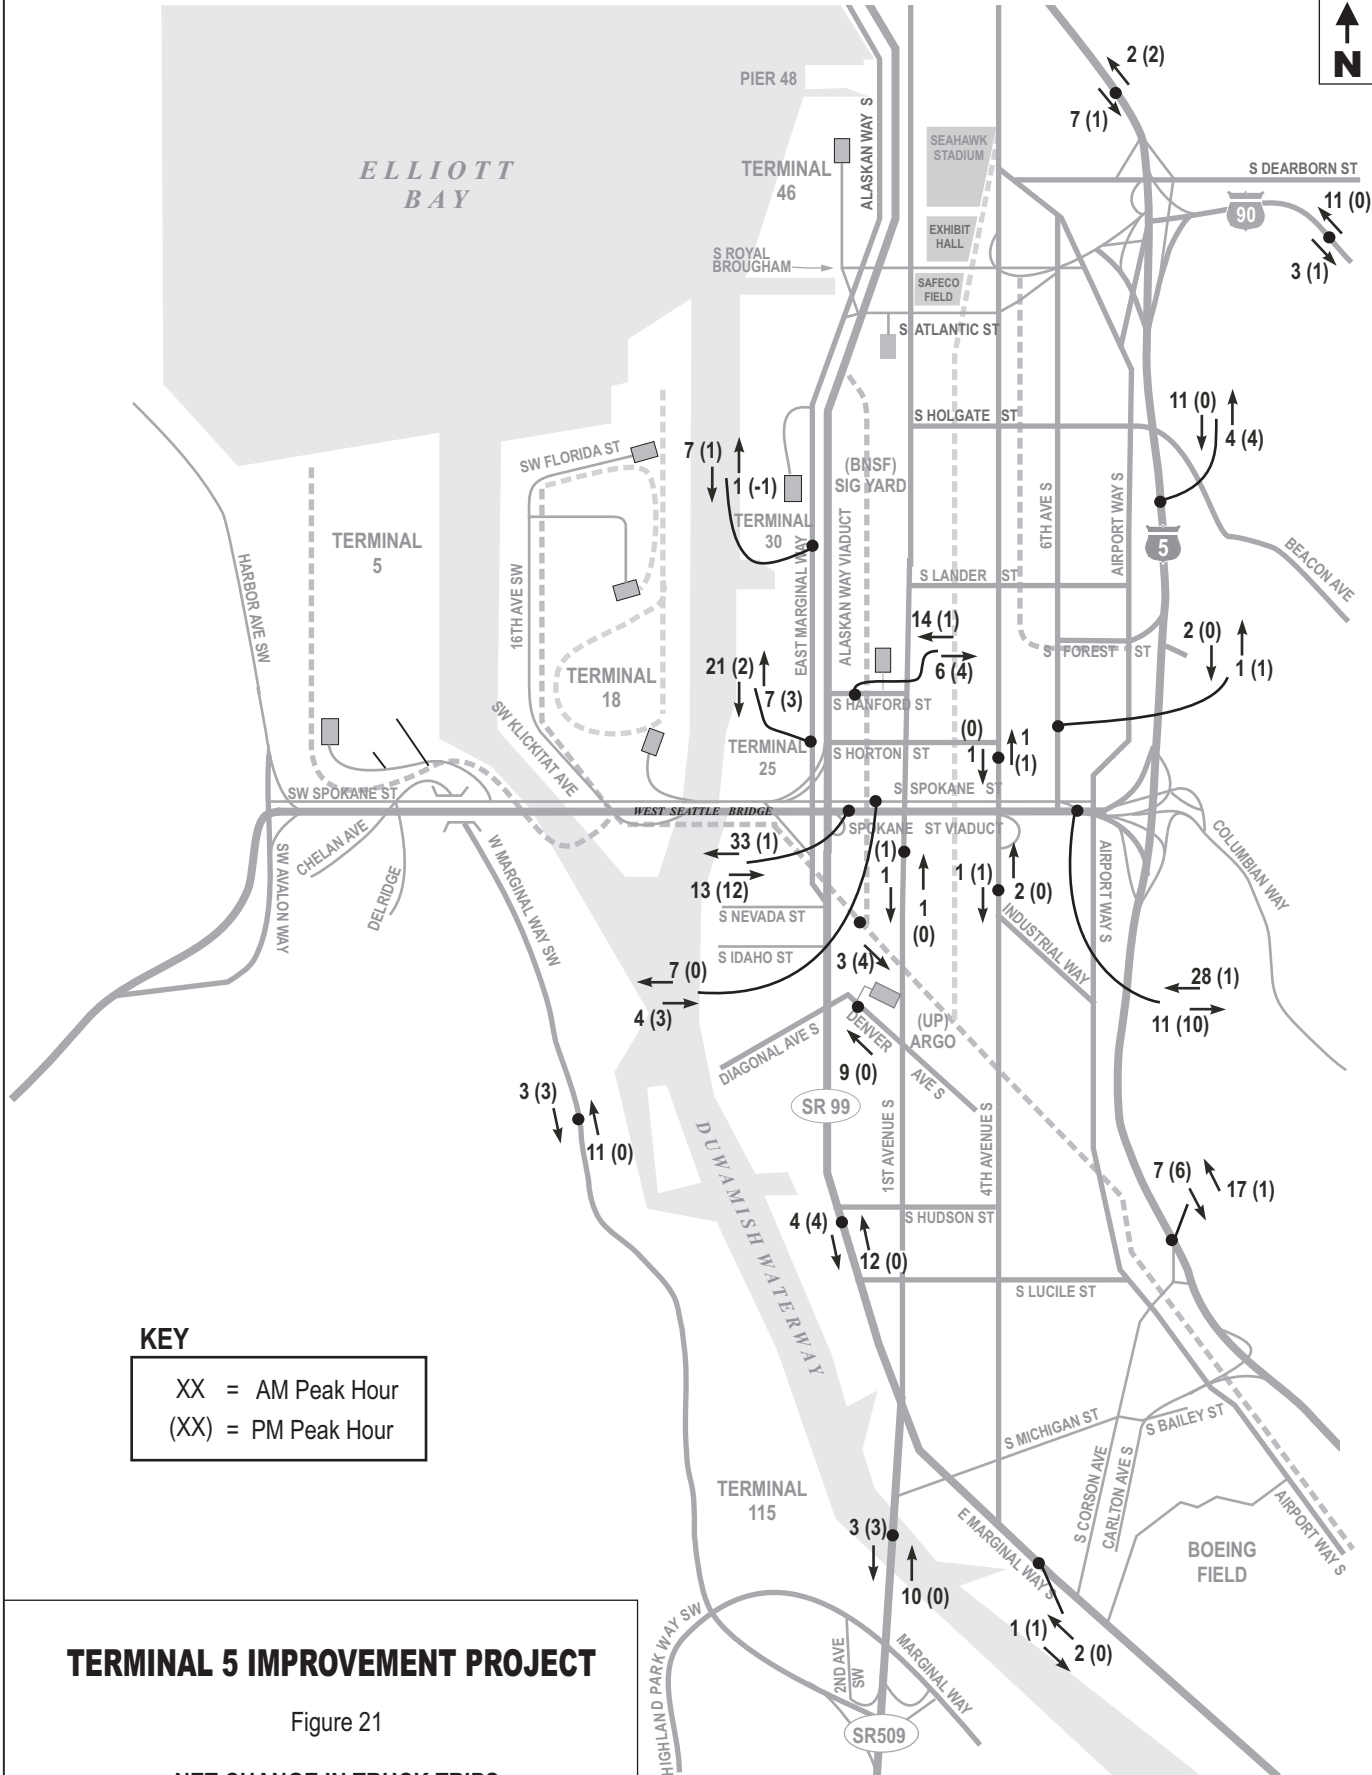 N
2 (2)
7 (1)
PIER 48
ALASKAN WAY S
SEAHAWK
STADIUM
ELLIOTT
BAY
TERMINAL
46
S DEARBORN ST
90
11 (0)
3 (1)
EXHIBIT
HALL
S ROYAL
BROUGHAM
SAFECO
FIELD
S ATLANTIC ST
11 (0)
4 (4)
S HOLGATE ST
7 (1)
1 (-1)
SW FLORIDA ST
(BNSF)
SIG YARD
TERMINAL
30
6TH AVE S
AIRPORT WAY S
5
BEACON AVE
TERMINAL
5
HARBOR AVE SW
16TH AVE SW
EAST MARGINAL WAY
ALASKAN WAY VIADUCT
S LANDER ST
14 (1)
6 (4)
S FOREST ST
2 (0)
1 (1)
21 (2)
7 (3)
TERMINAL
18
S HANFORD ST
SW KLICKITAT AVE
TERMINAL
25
S HORTON ST
(0)
1
1
(1)
SW SPOKANE ST
S SPOKANE ST
WEST SEATTLE BRIDGE
SPOKANE ST VIADUCT
33 (1)
13 (12)
CHELAN AVE
SW AVALON WAY
DELRIDGE
W MARGINAL WAY SW
(1)
1
1
(0)
1 (1)
2 (0)
COLUMBIAN WAY
AIRPORT WAY S
INDUSTRIAL WAY
S NEVADA ST
S IDAHO ST
3 (4)
7 (0)
4 (3)
28 (1)
11 (10)
DIAGONAL AVE S
DENVER
AVE S
(UP)
ARGO
9 (0)
SR 99
3 (3)
11 (0)
DUWAMISH WATERWAY
1ST AVENUE S
4TH AVENUE S
7 (6)
17 (1)
4 (4)
12 (0)
S HUDSON ST
S LUCILE ST
KEY
XX = AM Peak Hour
(XX) = PM Peak Hour
S MICHIGAN ST
S BAILEY ST
S CORSON AVE
CARLTON AVE S
AIRPORT WAY S
TERMINAL
115
3 (3)
10 (0)
E MARGINAL WAY S
BOEING
FIELD
1 (1)
2 (0)
HIGHLAND PARK WAY SW
2ND AVE
SW
MARGINAL WAY
SR509
TERMINAL 5 IMPROVEMENT PROJECT
Figure 21
NET CHANGE IN TRUCK TRIPS